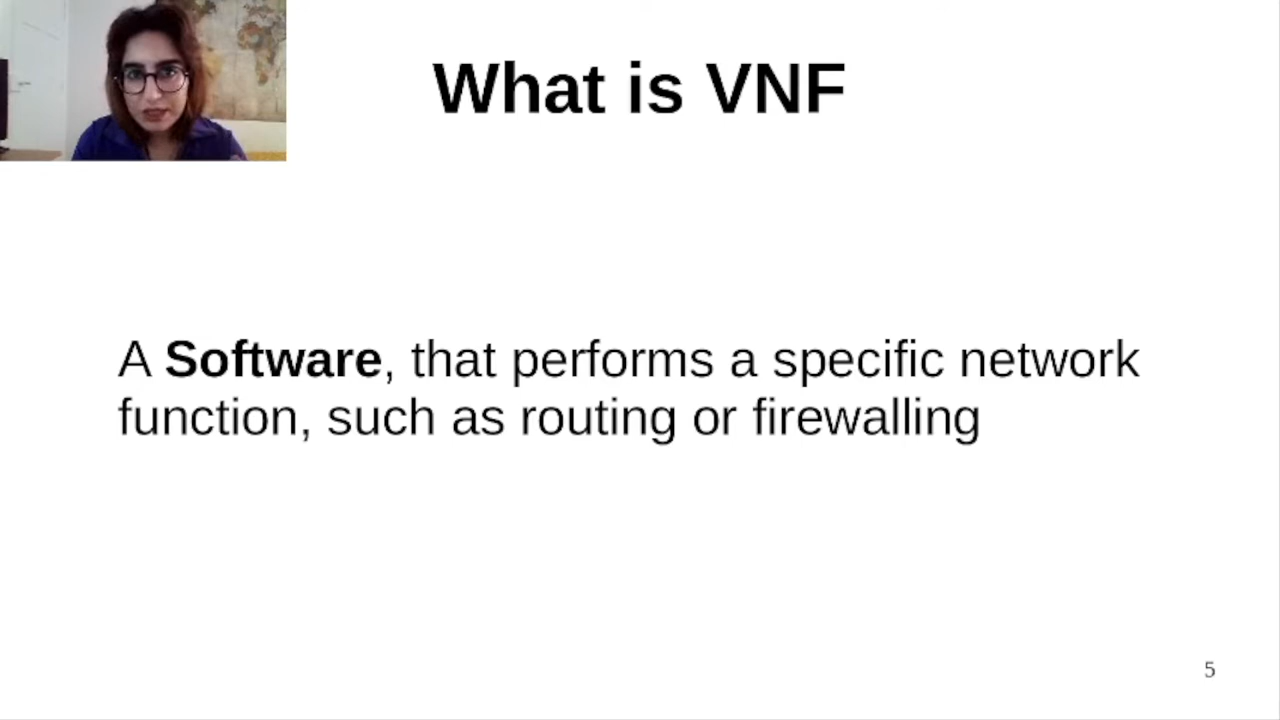 What is VNF
A Software, that performs a specific network
function, such as routing or firewalling
5